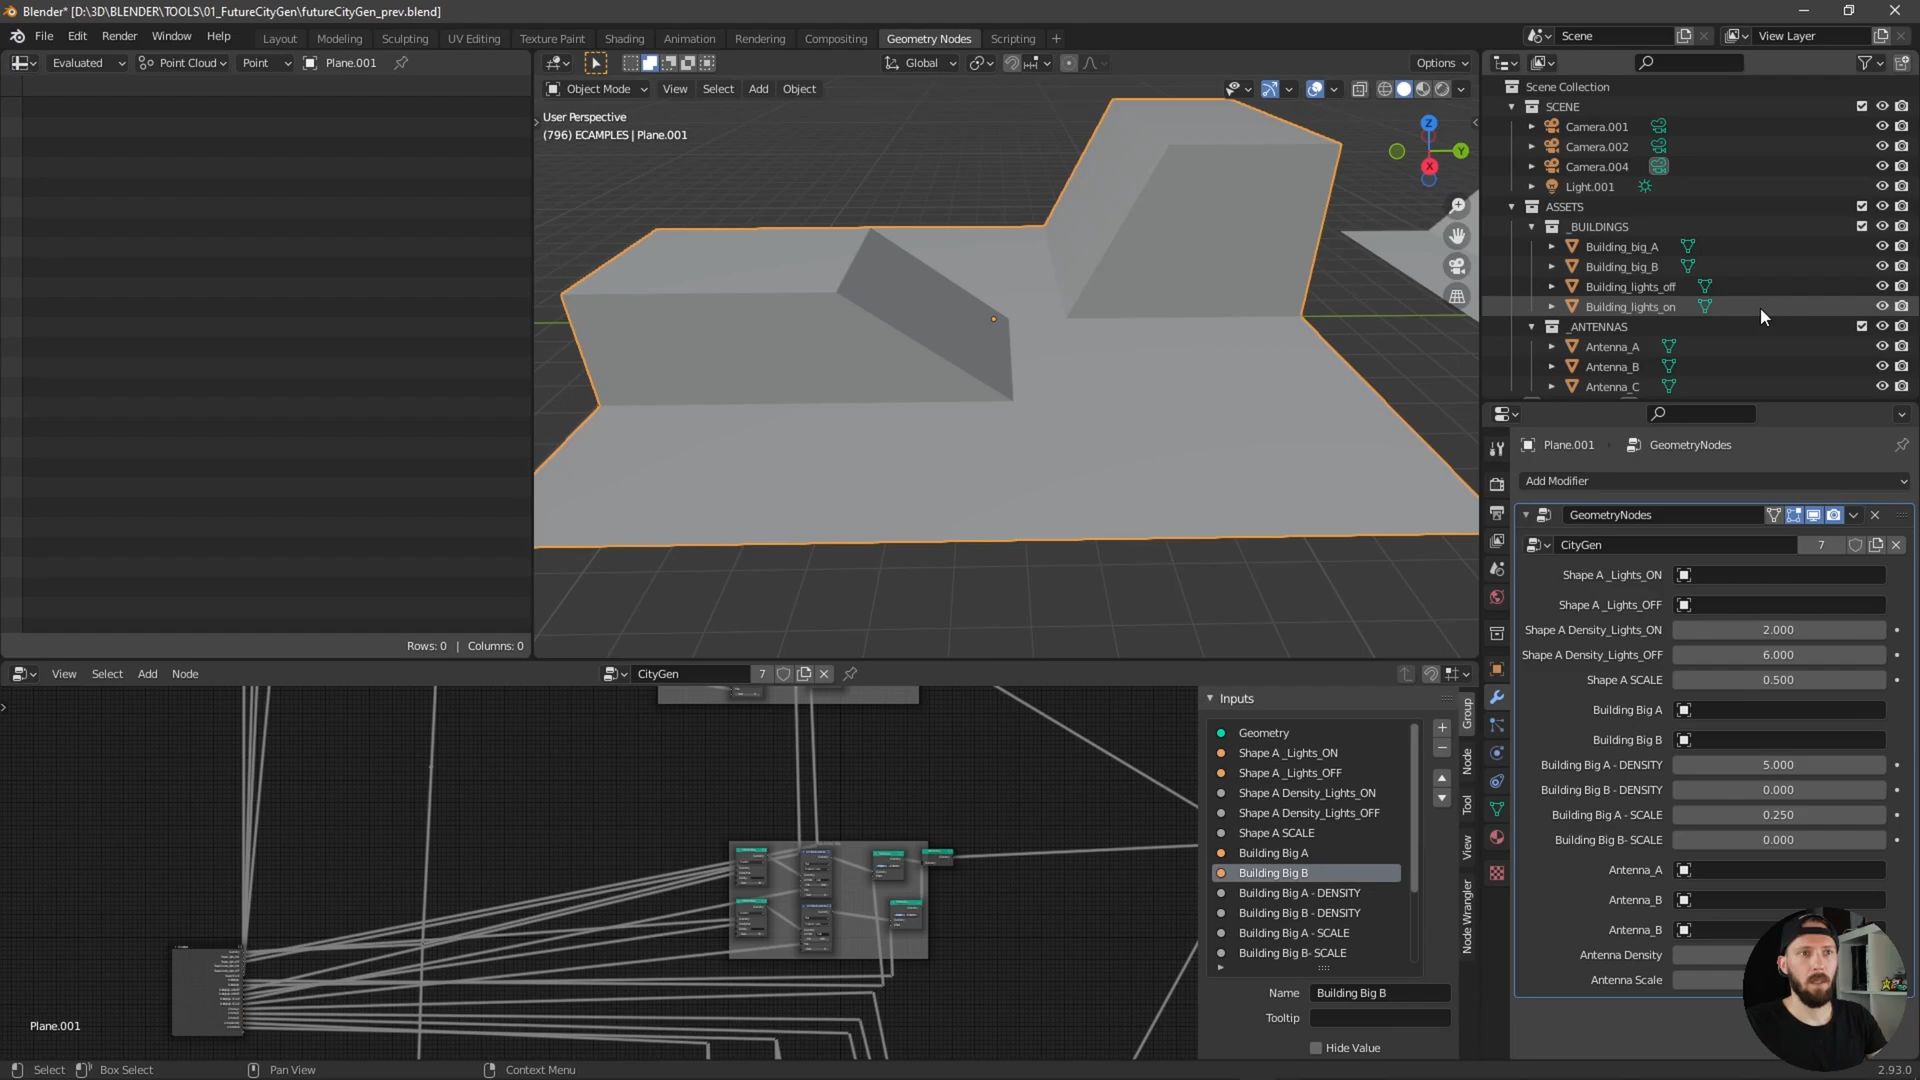 Blender* [D:\3D\BLENDER\TOOLS\01_FutureCityGen\futureCityGen_prev.blend]
File Edit Render Window Help
Layout Modeling Sculpting UV Editing Texture Paint Shading Animation Rendering Compositing Geometry Nodes Scripting +
Scene
View Layer
Evaluated Point Cloud Point Plane.001
Global
Options
Object Mode View Select Add Object
User Perspective
(796) ECAMPLES | Plane.001
Z
Y
X
Rows: 0 | Columns: 0
Scene Collection
SCENE
Camera.001
Camera.002
Camera.004
Light.001
ASSETS
_BUILDINGS
Building_big_A
Building_big_B
Building_lights_off
Building_lights_on
_ANTENNAS
Antenna_A
Antenna_B
Antenna_C
Plane.001 GeometryNodes
Add Modifier
GeometryNodes
CityGen 7
Shape A _Lights_ON
Shape A _Lights_OFF
Shape A Density_Lights_ON 2.000
Shape A Density_Lights_OFF 6.000
Shape A SCALE 0.500
Building Big A
Building Big B
Building Big A - DENSITY 5.000
Building Big B - DENSITY 0.000
Building Big A - SCALE 0.250
Building Big B- SCALE 0.000
Antenna_A
Antenna_B
Antenna_B
Antenna Density
Antenna Scale
View Select Add Node
CityGen 7
Inputs
Geometry
Shape A _Lights_ON
Shape A _Lights_OFF
Shape A Density_Lights_ON
Shape A Density_Lights_OFF
Shape A SCALE
Building Big A
Building Big B
Building Big A - DENSITY
Building Big B - DENSITY
Building Big A - SCALE
Building Big B- SCALE
Name Building Big B
Tooltip
Hide Value
Group
Node
Tool
View
Node Wrangler
Plane.001
Select Box Select Pan View Context Menu
2.93.0